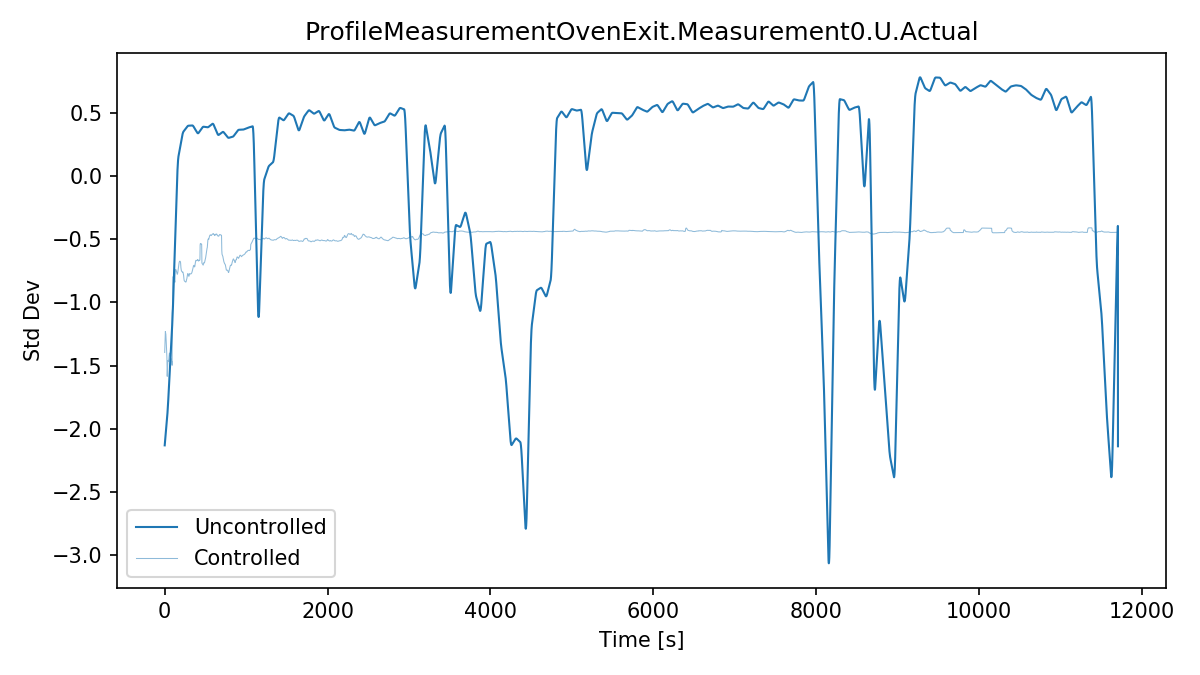 ProfileMeasurementOvenExit.Measurement0.U.Actual
Std Dev
0.5
0.0
−0.5
−1.0
−1.5
−2.0
−2.5
−3.0
Uncontrolled
Controlled
0 2000 4000 6000 8000 10000 12000
Time [s]